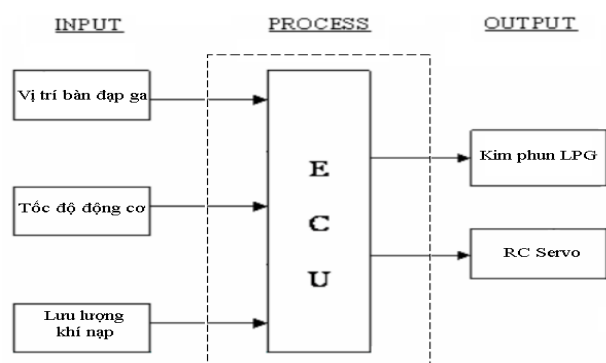 INPUT
PROCESS
OUTPUT
Vị trí bàn đạp ga
Tốc độ động cơ
Lưu lượng
khí nạp
E
C
U
Kim phun LPG
RC Servo